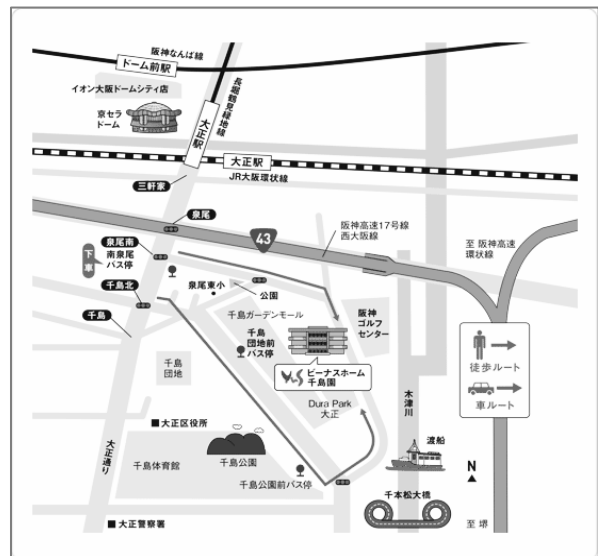 阪神なんば線
ドーム前駅
イオン大阪ドームシティ店
京セラ
ドーム
長堀鶴見緑地線
大正駅
大正駅
JR大阪環状線
三軒家
泉尾
43
阪神高速17号線
西大阪線
至 阪神高速
環状線
泉尾南
下車
南泉尾
バス停
千島北
千島
泉尾東小
公園
千島ガーデンモール
千島
団地前
バス停
阪神
ゴルフ
センター
千島
団地
ビーナスホーム
千島園
Dura Park
大正
木津川
徒歩ルート
車ルート
大正区役所
大正通り
千島体育館
千島公園
千島公園前バス停
渡船
N
千本松大橋
大正警察署
至 堺